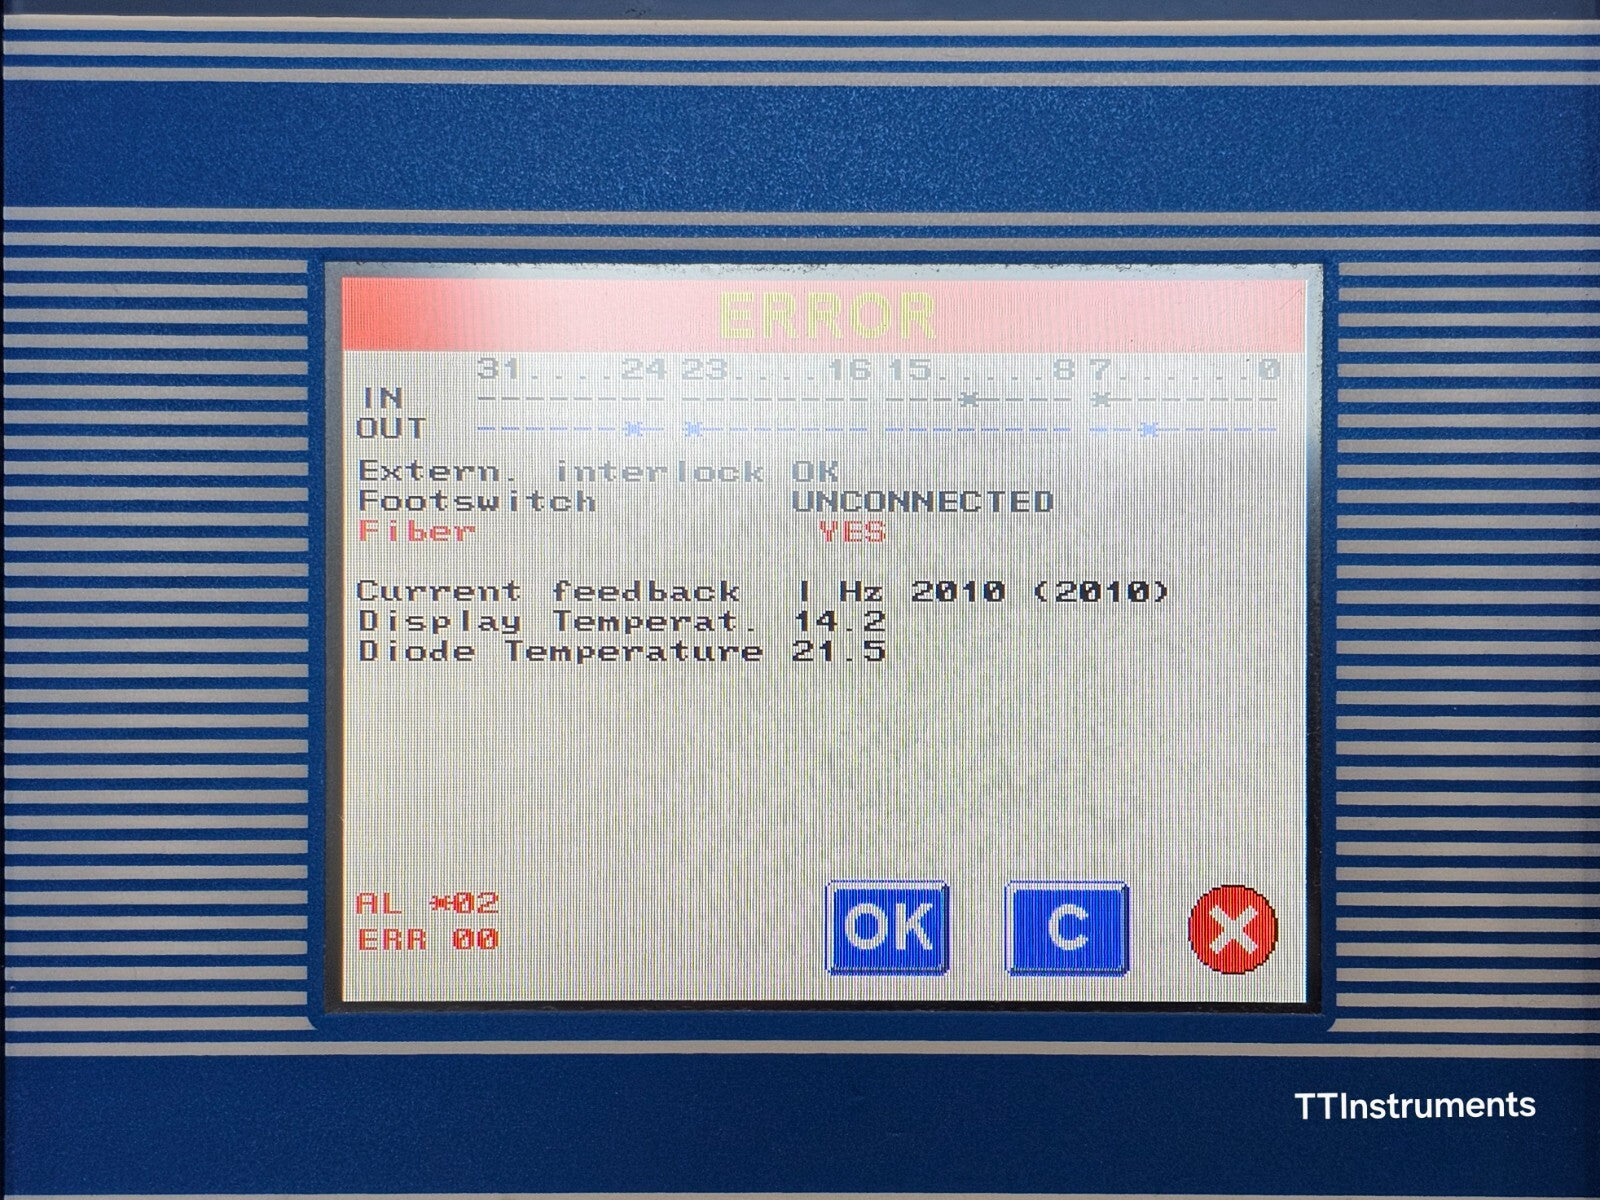 ERROR
31....24 23....16 15.....8 7......0
IN -------- -------- ---*---- *-------
OUT ------*- *------- -------- --*-----
Extern. interlock OK
Footswitch UNCONNECTED
Fiber YES
Current feedback I Hz 2010 (2010)
Display Temperat. 14.2
Diode Temperature 21.5
AL *02
ERR 00
OK C
TTInstruments